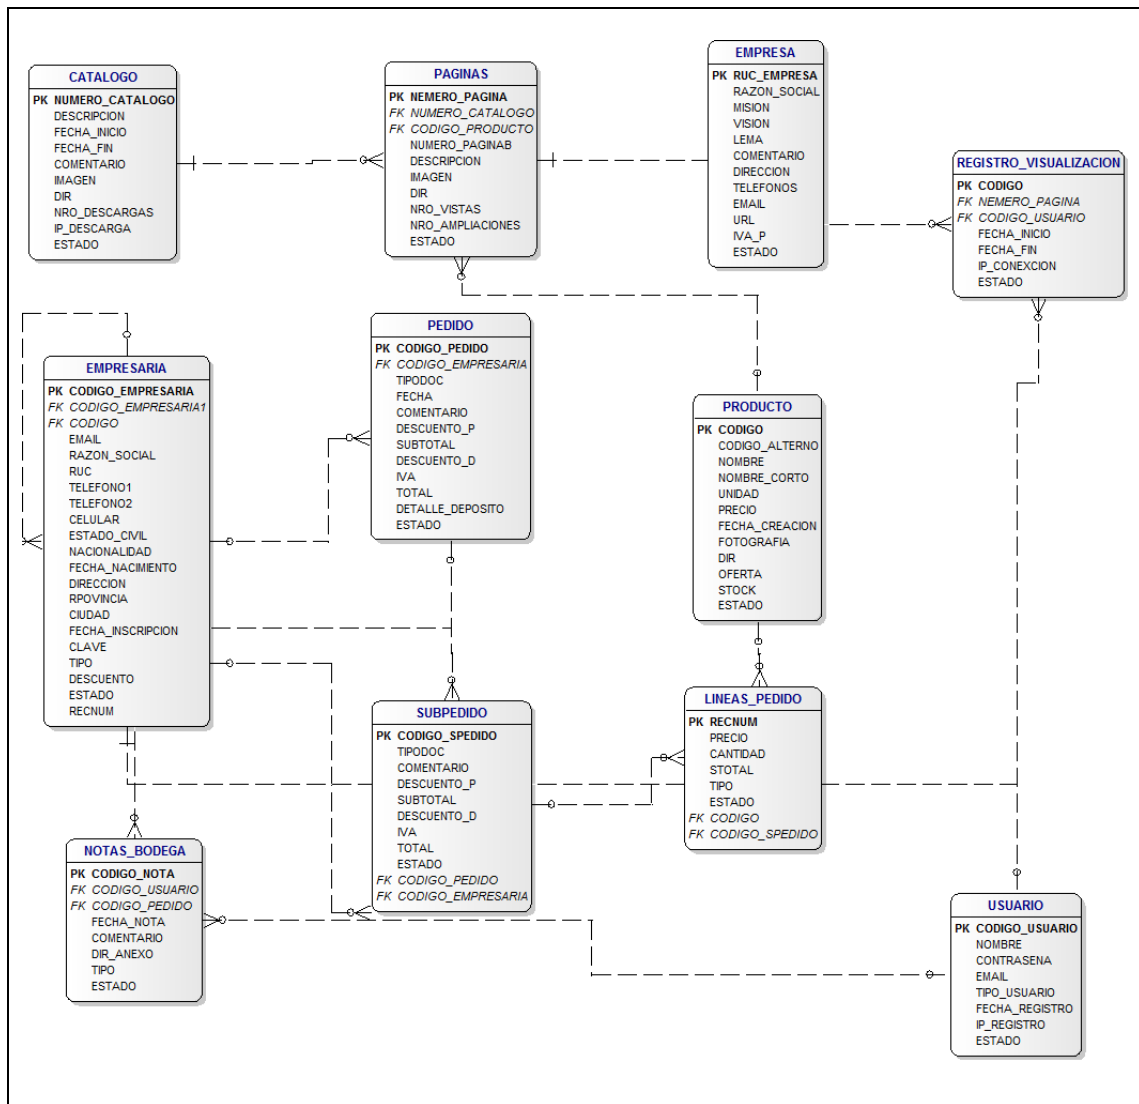 CATALOGO
PK NUMERO_CATALOGO
DESCRIPCION
FECHA_INICIO
FECHA_FIN
COMENTARIO
IMAGEN
DIR
NRO_DESCARGAS
IP_DESCARGA
ESTADO
PAGINAS
PK NEMERO_PAGINA
FK NUMERO_CATALOGO
FK CODIGO_PRODUCTO
NUMERO_PAGINAB
DESCRIPCION
IMAGEN
DIR
NRO_VISTAS
NRO_AMPLIACIONES
ESTADO
EMPRESA
PK RUC_EMPRESA
RAZON_SOCIAL
MISION
VISION
LEMA
COMENTARIO
DIRECCION
TELEFONOS
EMAIL
URL
IVA_P
ESTADO
REGISTRO_VISUALIZACION
PK CODIGO
FK NEMERO_PAGINA
FK CODIGO_USUARIO
FECHA_INICIO
FECHA_FIN
IP_CONEXCION
ESTADO
EMPRESARIA
PK CODIGO_EMPRESARIA
FK CODIGO_EMPRESARIA1
FK CODIGO
EMAIL
RAZON_SOCIAL
RUC
TELEFONO1
TELEFONO2
CELULAR
ESTADO_CIVIL
NACIONALIDAD
FECHA_NACIMIENTO
DIRECCION
RPOVINCIA
CIUDAD
FECHA_INSCRIPCION
CLAVE
TIPO
DESCUENTO
ESTADO
RECNUM
PEDIDO
PK CODIGO_PEDIDO
FK CODIGO_EMPRESARIA
TIPODOC
FECHA
COMENTARIO
DESCUENTO_P
SUBTOTAL
DESCUENTO_D
IVA
TOTAL
DETALLE_DEPOSITO
ESTADO
PRODUCTO
PK CODIGO
CODIGO_ALTERNO
NOMBRE
NOMBRE_CORTO
UNIDAD
PRECIO
FECHA_CREACION
FOTOGRAFIA
DIR
OFERTA
STOCK
ESTADO
SUBPEDIDO
PK CODIGO_SPEDIDO
TIPODOC
COMENTARIO
DESCUENTO_P
SUBTOTAL
DESCUENTO_D
IVA
TOTAL
ESTADO
FK CODIGO_PEDIDO
FK CODIGO_EMPRESARIA
LINEAS_PEDIDO
PK RECNUM
PRECIO
CANTIDAD
STOTAL
TIPO
ESTADO
FK CODIGO
FK CODIGO_SPEDIDO
NOTAS_BODEGA
PK CODIGO_NOTA
FK CODIGO_USUARIO
FK CODIGO_PEDIDO
FECHA_NOTA
COMENTARIO
DIR_ANEXO
TIPO
ESTADO
USUARIO
PK CODIGO_USUARIO
NOMBRE
CONTRASENA
EMAIL
TIPO_USUARIO
FECHA_REGISTRO
IP_REGISTRO
ESTADO